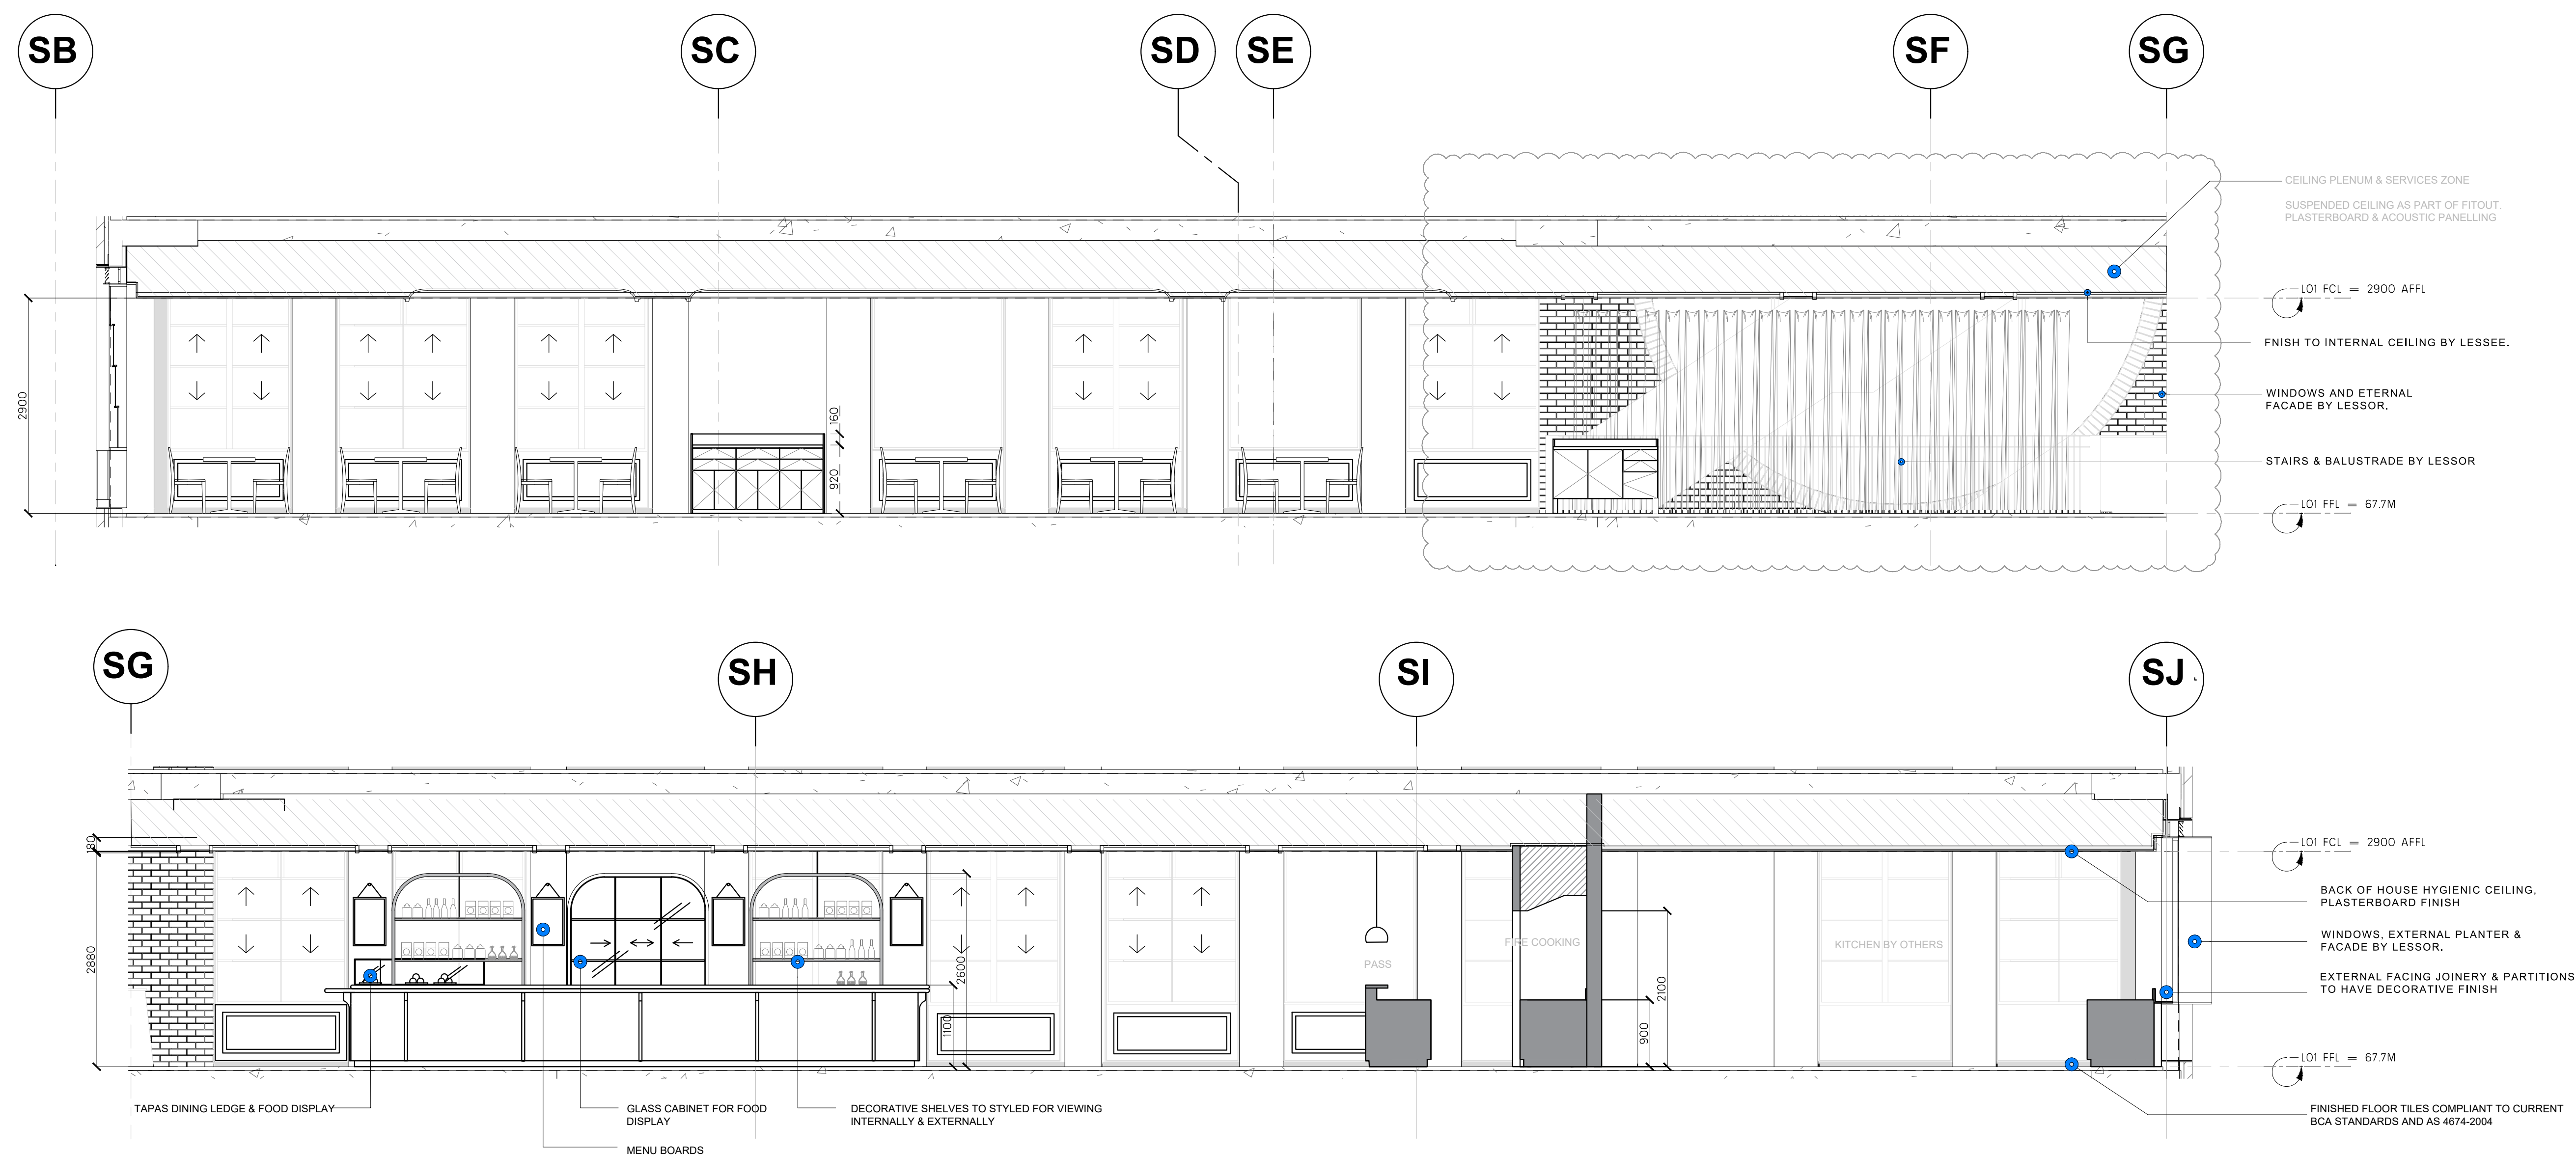 SB
SC
SD
SE
SF
SG
CEILING PLENUM & SERVICES ZONE
SUSPENDED CEILING AS PART OF FITOUT.
PLASTERBOARD & ACOUSTIC PANELLING
L01 FCL = 2900 AFFL
FNISH TO INTERNAL CEILING BY LESSEE.
WINDOWS AND ETERNAL
FACADE BY LESSOR.
STAIRS & BALUSTRADE BY LESSOR
L01 FFL = 67.7M
2900
160
920
SG
SH
SI
SJ
180
2880
2600
1100
PASS
FIRE COOKING
2100
900
KITCHEN BY OTHERS
L01 FCL = 2900 AFFL
BACK OF HOUSE HYGIENIC CEILING,
PLASTERBOARD FINISH
WINDOWS, EXTERNAL PLANTER &
FACADE BY LESSOR.
EXTERNAL FACING JOINERY & PARTITIONS
TO HAVE DECORATIVE FINISH
L01 FFL = 67.7M
TAPAS DINING LEDGE & FOOD DISPLAY
GLASS CABINET FOR FOOD
DISPLAY
MENU BOARDS
DECORATIVE SHELVES TO STYLED FOR VIEWING
INTERNALLY & EXTERNALLY
FINISHED FLOOR TILES COMPLIANT TO CURRENT
BCA STANDARDS AND AS 4674-2004